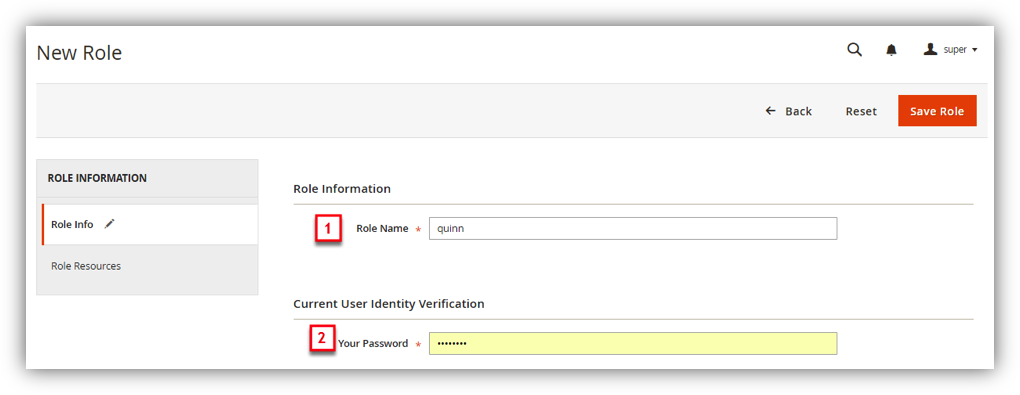 New Role
super
Back Reset Save Role
ROLE INFORMATION
Role Info
Role Resources
Role Information
1 Role Name * quinn
Current User Identity Verification
2 Your Password * ••••••••